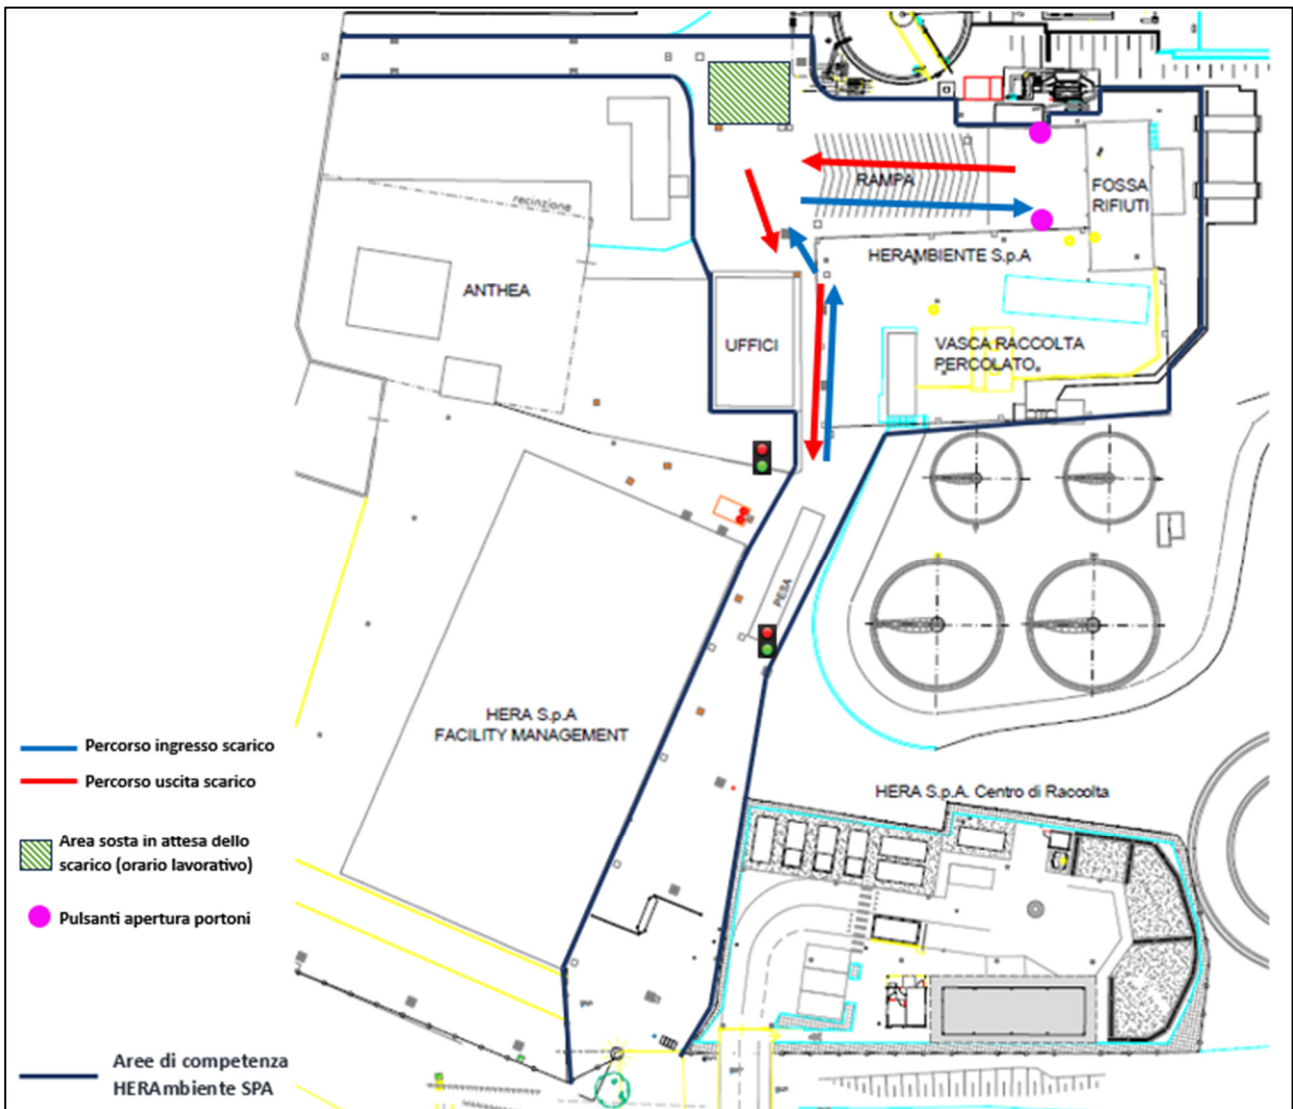 RAMPA
FOSSA
RIFIUTI
recinzione
HERAMBIENTE S.p.A
ANTHEA
UFFICI
VASCA RACCOLTA
PERCOLATO
PESA
HERA S.p.A
FACILITY MANAGEMENT
HERA S.p.A. Centro di Raccolta
Percorso ingresso scarico
Percorso uscita scarico
Area sosta in attesa dello
scarico (orario lavorativo)
Pulsanti apertura portoni
Aree di competenza
HERAmbiente SPA